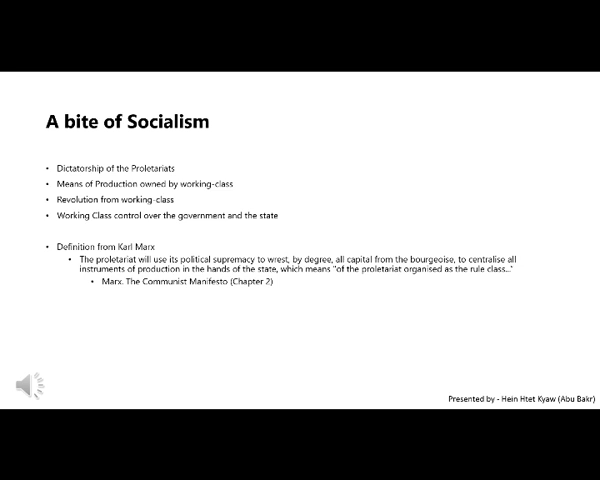 A bite of Socialism
• Dictatorship of the Proletariats
• Means of Production owned by working-class
• Revolution from working-class
• Working Class control over the government and the state
• Definition from Karl Marx
• The proletariat will use its political supremacy to wrest, by degree, all capital from the bourgeoise, to centralise all
instruments of production in the hands of the state, which means "of the proletariat organised as the rule class..."
• Marx. The Communist Manifesto (Chapter 2)
Presented by - Hein Htet Kyaw (Abu Bakr)